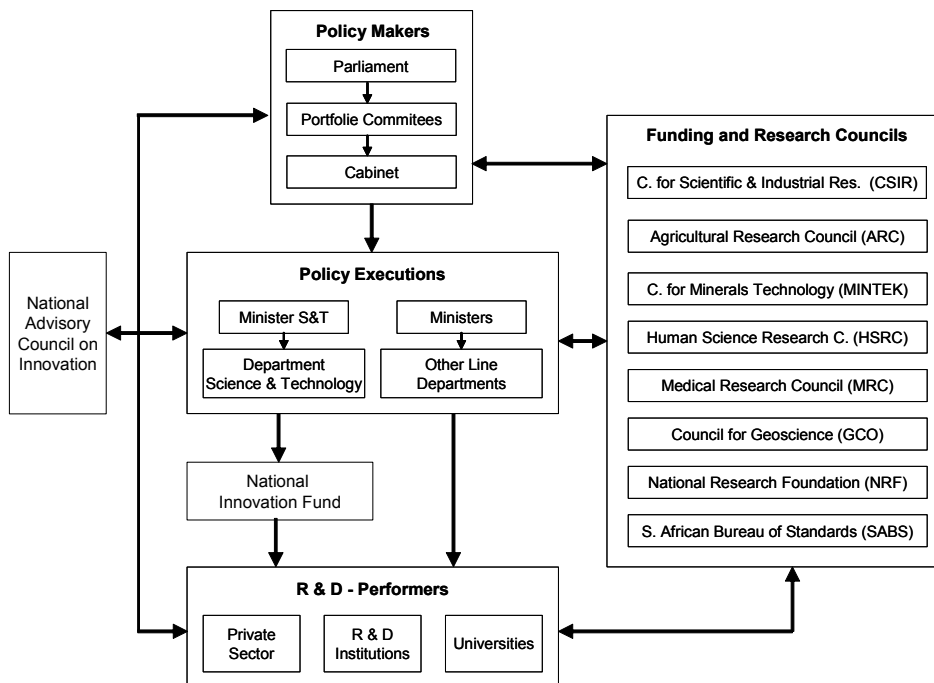 Policy Makers
Parliament
Portfolie Commitees
Cabinet
Funding and Research Councils
C. for Scientific & Industrial Res. (CSIR)
Agricultural Research Council (ARC)
C. for Minerals Technology (MINTEK)
Human Science Research C. (HSRC)
Medical Research Council (MRC)
Council for Geoscience (GCO)
National Research Foundation (NRF)
S. African Bureau of Standards (SABS)
National
Advisory
Council on
Innovation
Policy Executions
Minister S&T
Ministers
Department
Science & Technology
Other Line
Departments
National
Innovation Fund
R & D - Performers
Private
Sector
R & D
Institutions
Universities